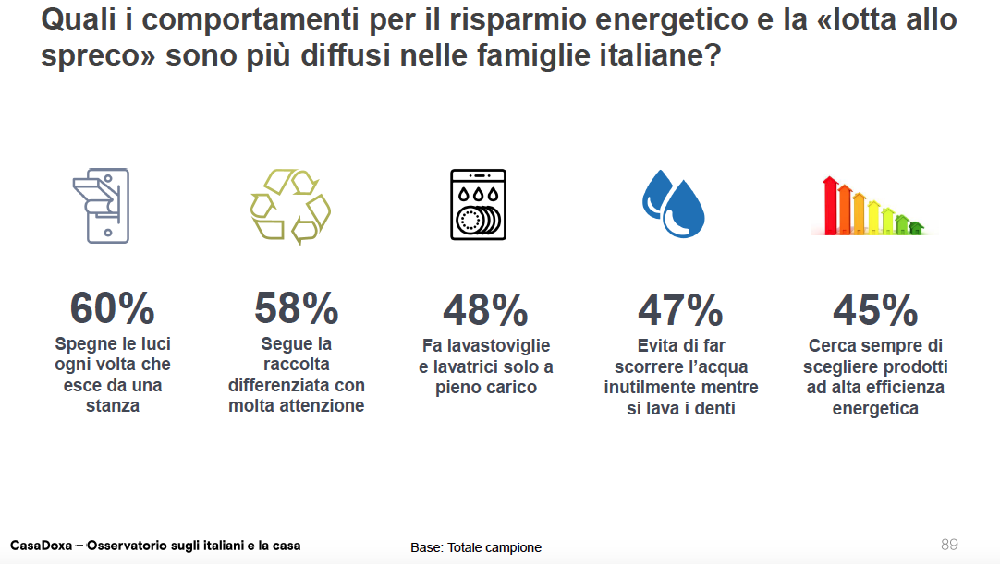 Quali i comportamenti per il risparmio energetico e la «lotta allo
spreco» sono più diffusi nelle famiglie italiane?
60%
Spegne le luci
ogni volta che
esce da una
stanza
58%
Segue la
raccolta
differenziata con
molta attenzione
48%
Fa lavastoviglie
e lavatrici solo a
pieno carico
47%
Evita di far
scorrere l’acqua
inutilmente mentre
si lava i denti
45%
Cerca sempre di
scegliere prodotti
ad alta efficienza
energetica
CasaDoxa – Osservatorio sugli italiani e la casa
Base: Totale campione
89